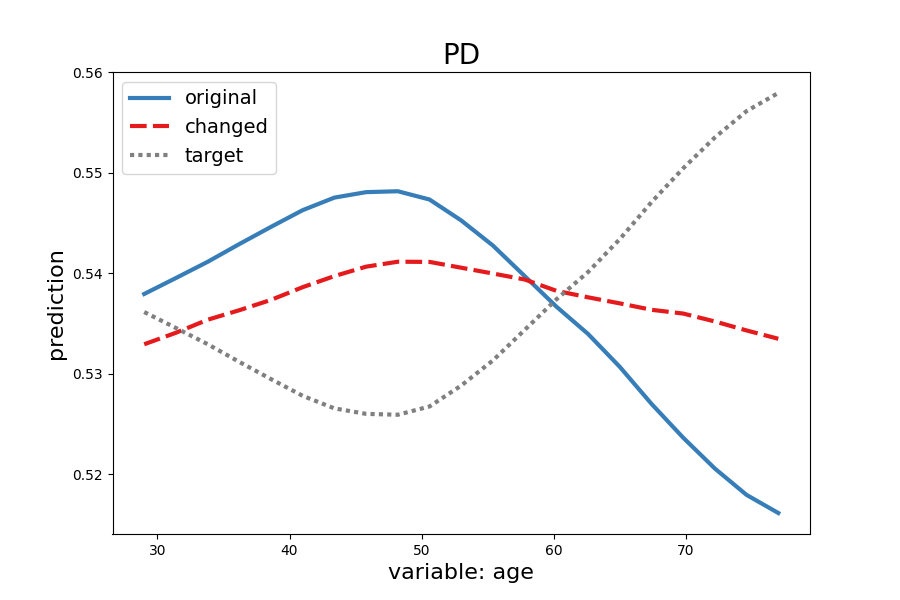 PD
0.56
0.55
0.54
0.53
0.52
prediction
original
changed
target
30 40 50 60 70
variable: age